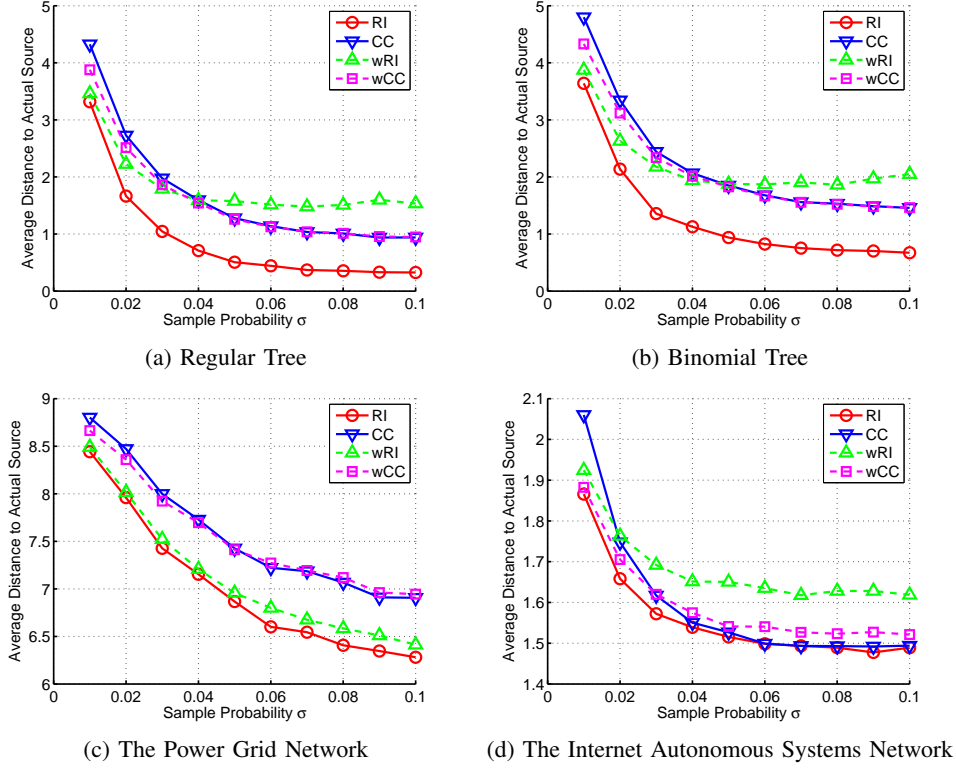 5
4
3
2
1
0
0
0.02
0.04
0.06
0.08
0.1
Average Distance to Actual Source
Sample Probability σ
RI
CC
wRI
wCC
(a) Regular Tree
5
4
3
2
1
0
0
0.02
0.04
0.06
0.08
0.1
Average Distance to Actual Source
Sample Probability σ
RI
CC
wRI
wCC
(b) Binomial Tree
9
8.5
8
7.5
7
6.5
6
0
0.02
0.04
0.06
0.08
0.1
Average Distance to Actual Source
Sample Probability σ
RI
CC
wRI
wCC
(c) The Power Grid Network
2.1
2
1.9
1.8
1.7
1.6
1.5
1.4
0
0.02
0.04
0.06
0.08
0.1
Average Distance to Actual Source
Sample Probability σ
RI
CC
wRI
wCC
(d) The Internet Autonomous Systems Network